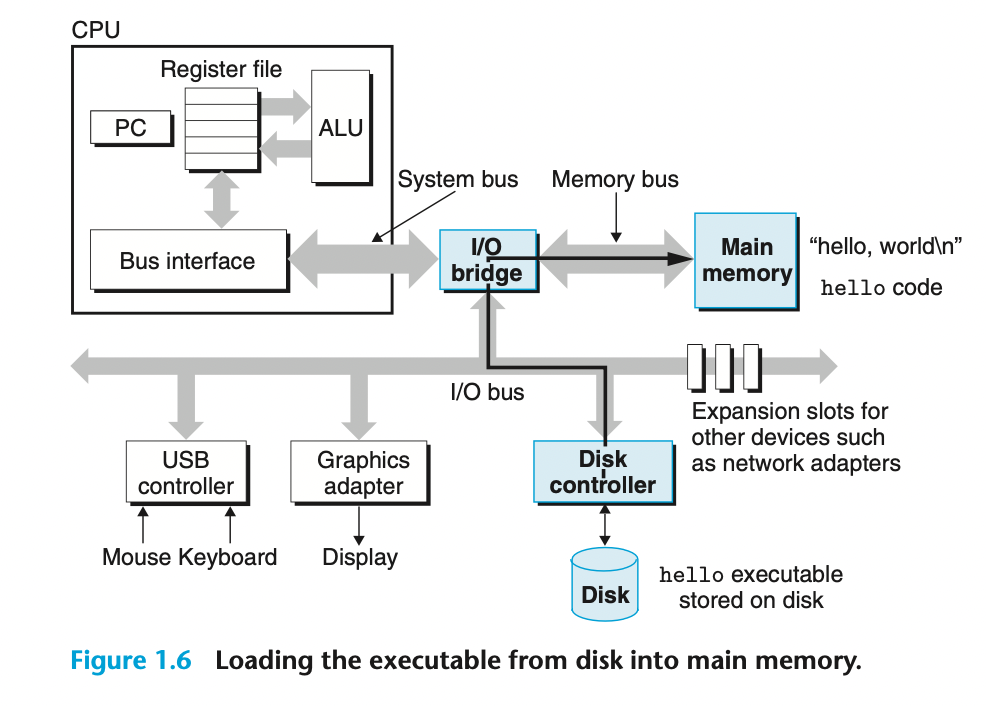 CPU
Register file
PC
ALU
System bus
Memory bus
Bus interface
I/O
bridge
Main
memory
“hello, world\n”
hello code
I/O bus
Expansion slots for
other devices such
as network adapters
USB
controller
Graphics
adapter
Disk
controller
Mouse Keyboard
Display
Disk
hello executable
stored on disk
Figure 1.6 Loading the executable from disk into main memory.